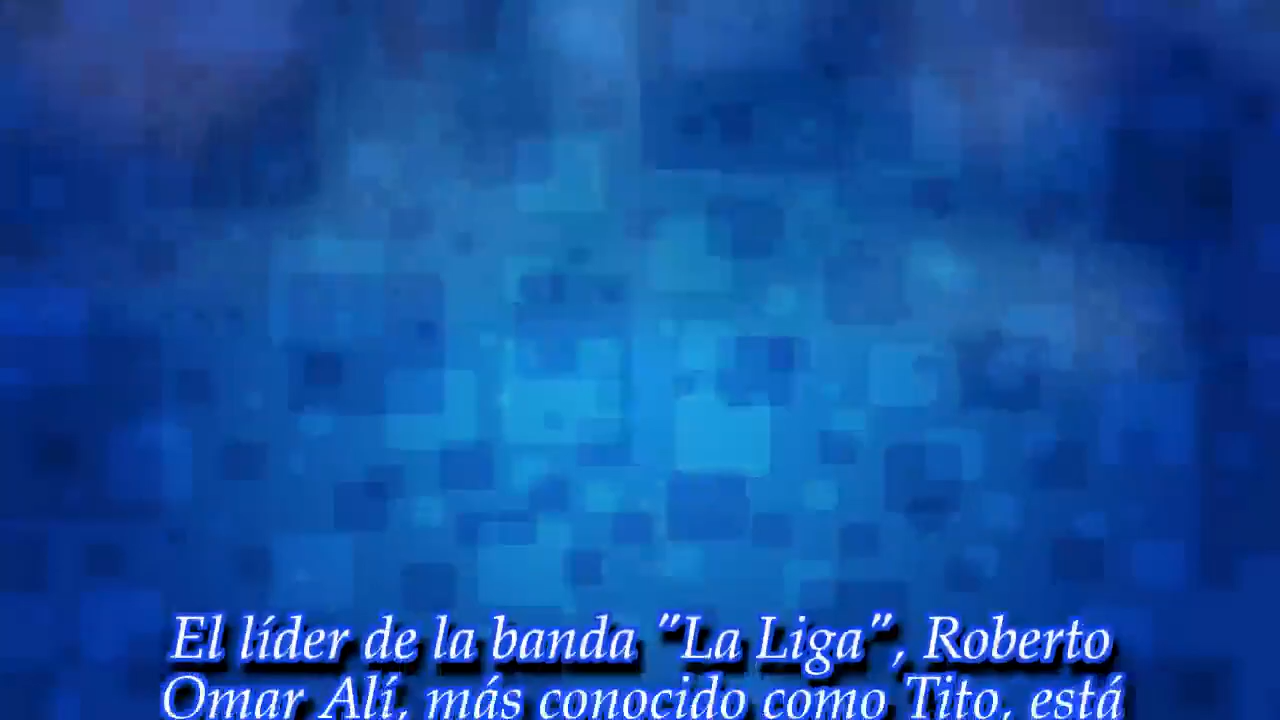 El líder de la banda "La Liga", Roberto
Omar Alí, más conocido como Tito, está